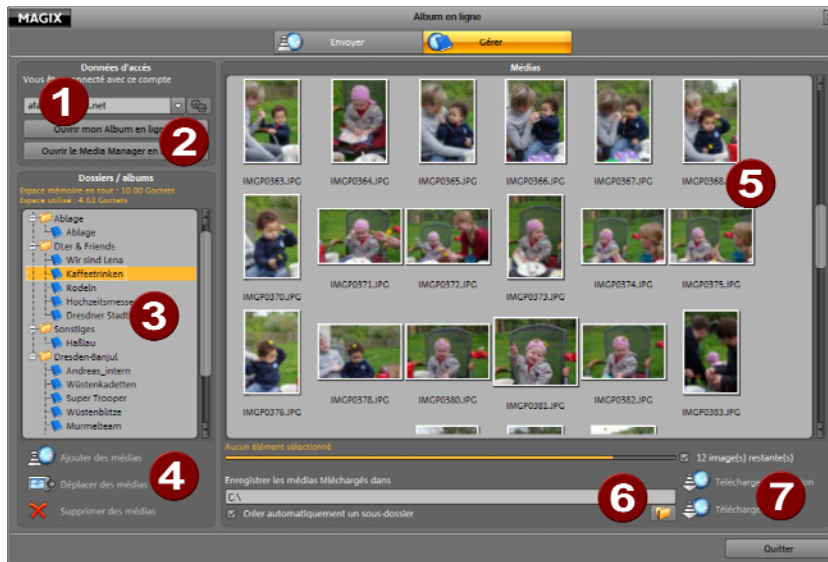 MAGIX
Album en ligne
Envoyer
Gérer
Données d'accès
Vous connecté avec ce compte
.net
1
Ouvrir mon Album en
2
Ouvrir le Media Manager en
Dossiers / albums
Espace mémoire en tout : 10.00 Goctets
Espace utilisé : 4.63 Goctets
Ablage
Ablage
DLer & Friends
Wir sind Lena
Kaffeetrinken
Rodeln
Hochzeitsmesse
Dresdner
3
Sonstiges
Haßlau
Dresden-Banjul
Andreas_intern
Wüstenkadetten
Super Trooper
Wüstenblitze
Murmelteam
Ajouter des médias
Déplacer des médias
4
Supprimer des médias
Médias
IMGP0363.JPG IMGP0364.JPG IMGP0365.JPG IMGP0366.JPG IMGP0367.JPG IMGP0368.JPG
5
IMGP0370.JPG IMGP0371.JPG IMGP0372.JPG IMGP0373.JPG IMGP0374.JPG IMGP0375.JPG
IMGP0376.JPG IMGP0378.JPG IMGP0380.JPG IMGP0381.JPG IMGP0382.JPG IMGP0383.JPG
Aucun élément sélectionné
12 image(s) restante(s)
Enregistrer les médias téléchargés dans
C:\
Créer automatiquement un sous-dossier
6
7
Quitter